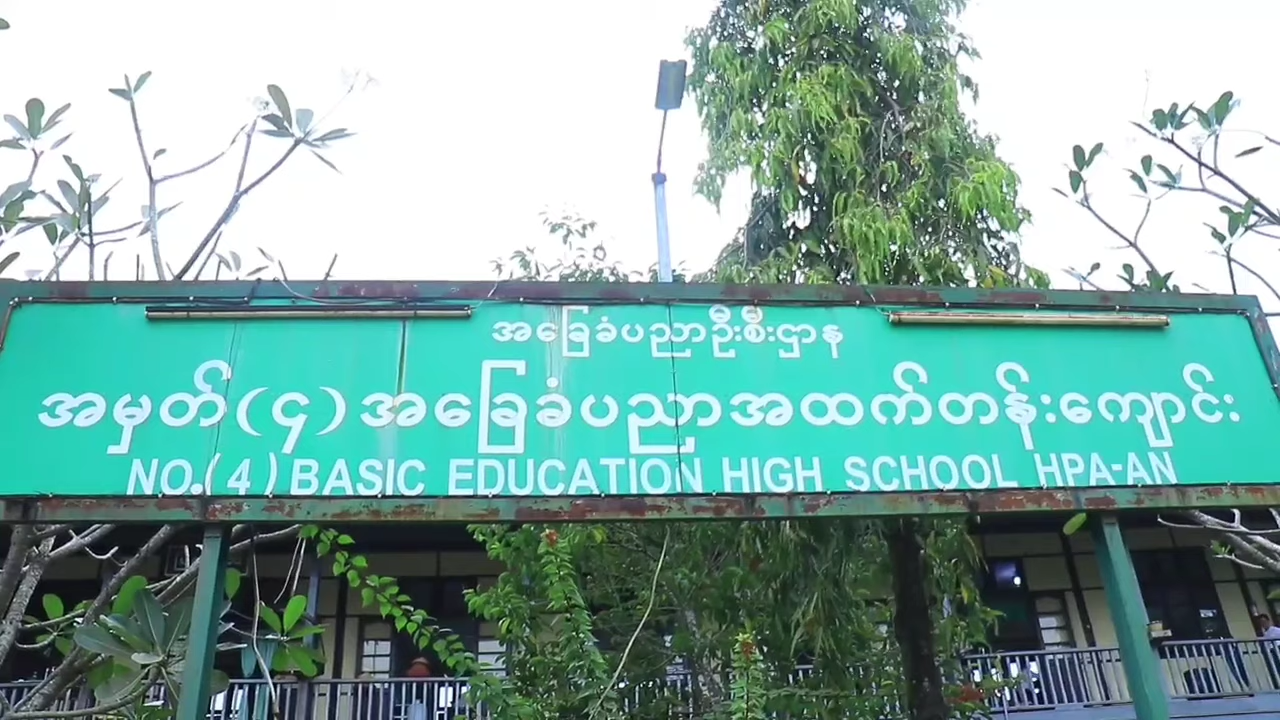 အခြေခံပညာဦးစီးဌာန
အမှတ်(၄)အခြေခံပညာအထက်တန်းကျောင်း
NO.(4)BASIC EDUCATION HIGH SCHOOL HPA-AN